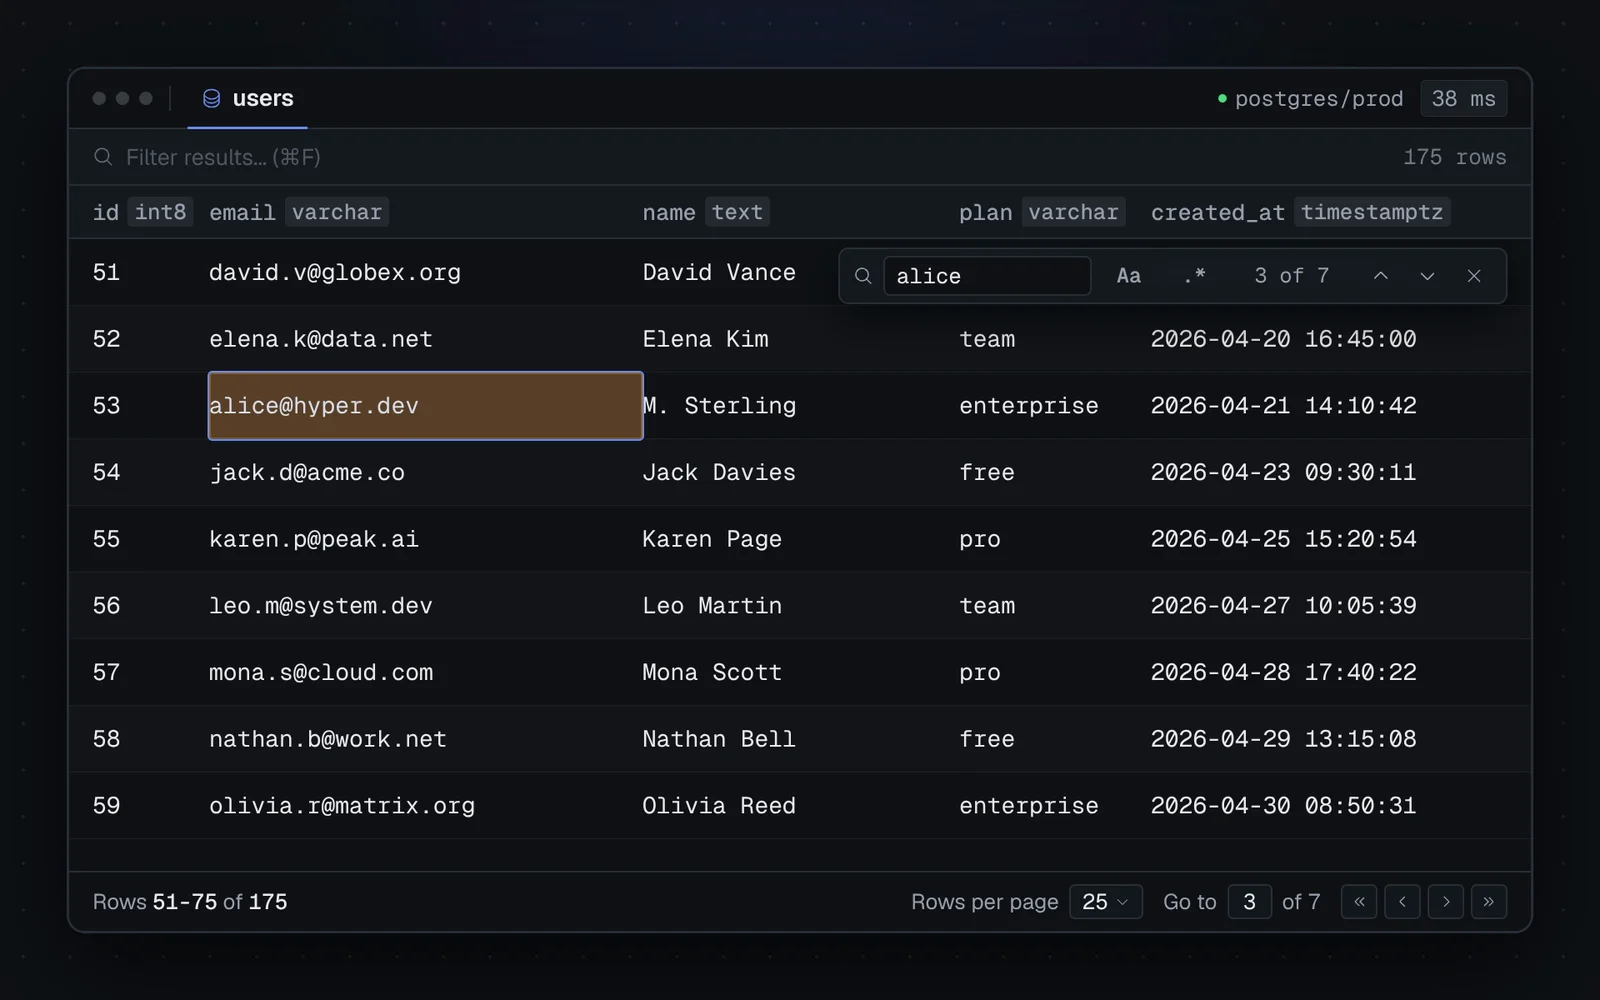 users postgres/prod 38 ms
Filter results... (⌘F) 175 rows
id int8 email varchar name text plan varchar created_at timestamptz
51 david.v@globex.org David Vance
alice Aa .* 3 of 7
52 elena.k@data.net Elena Kim team 2026-04-20 16:45:00
53 alice@hyper.dev M. Sterling enterprise 2026-04-21 14:10:42
54 jack.d@acme.co Jack Davies free 2026-04-23 09:30:11
55 karen.p@peak.ai Karen Page pro 2026-04-25 15:20:54
56 leo.m@system.dev Leo Martin team 2026-04-27 10:05:39
57 mona.s@cloud.com Mona Scott pro 2026-04-28 17:40:22
58 nathan.b@work.net Nathan Bell free 2026-04-29 13:15:08
59 olivia.r@matrix.org Olivia Reed enterprise 2026-04-30 08:50:31
Rows 51-75 of 175 Rows per page 25 Go to 3 of 7 « ‹ › »